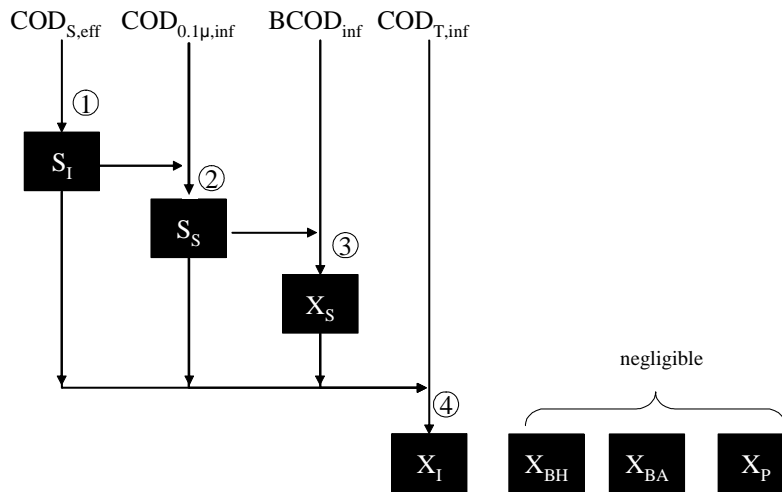 COD_S,eff COD_0.1μ,inf BCOD_inf COD_T,inf
①
S_I
②
S_S
③
X_S
negligible
④
X_I X_BH X_BA X_P